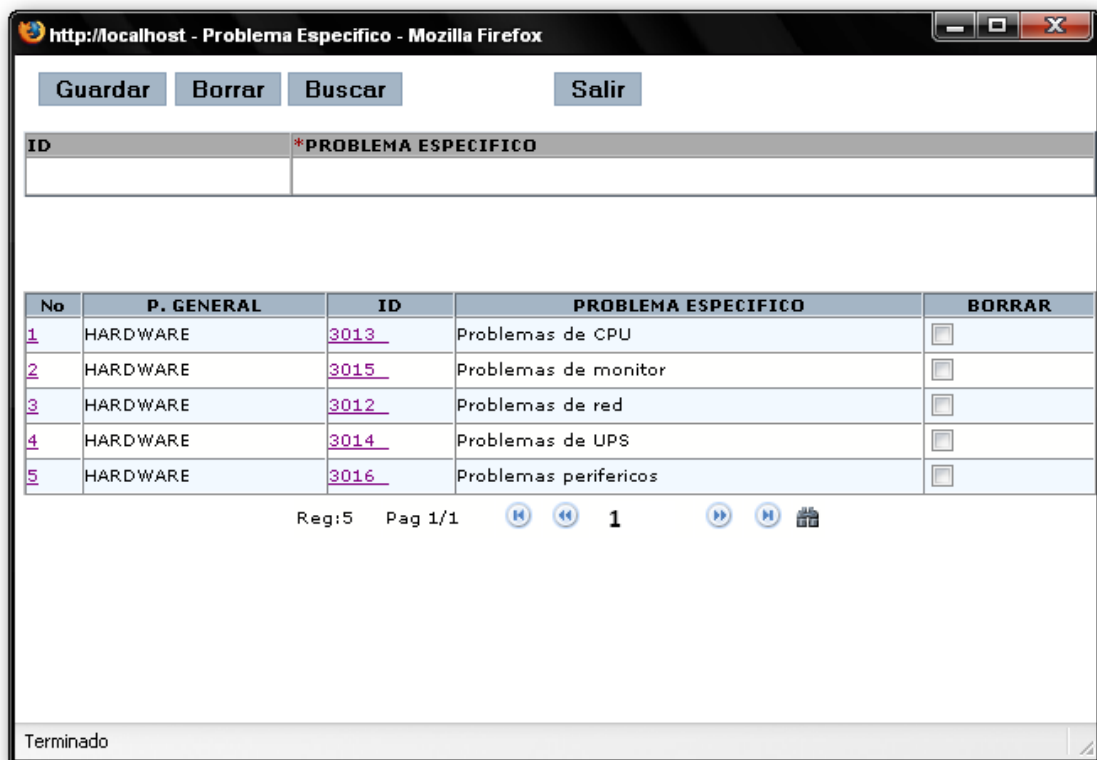 http://localhost - Problema Especifico - Mozilla Firefox
Guardar Borrar Buscar Salir
ID *PROBLEMA ESPECIFICO
No P. GENERAL ID PROBLEMA ESPECIFICO BORRAR
1 HARDWARE 3013 Problemas de CPU
2 HARDWARE 3015 Problemas de monitor
3 HARDWARE 3012 Problemas de red
4 HARDWARE 3014 Problemas de UPS
5 HARDWARE 3016 Problemas perifericos
Reg:5 Pag 1/1 1
Terminado